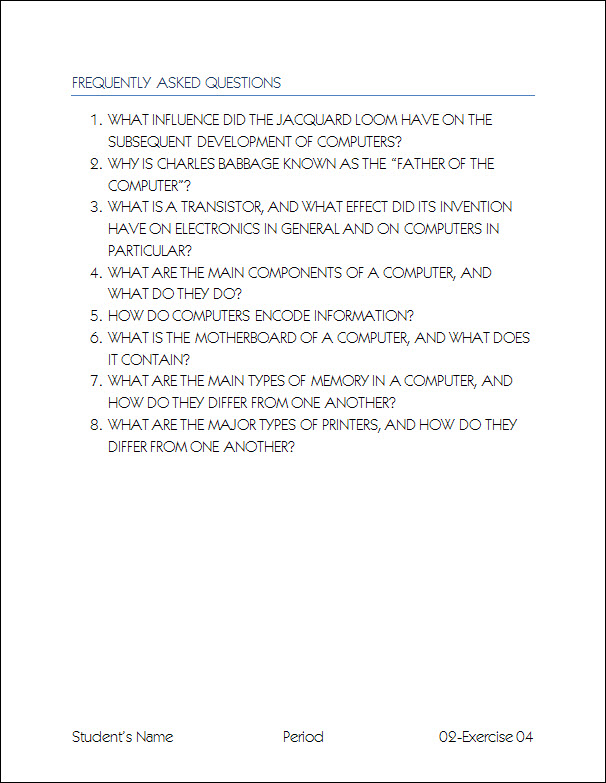 FREQUENTLY ASKED QUESTIONS
1. WHAT INFLUENCE DID THE JACQUARD LOOM HAVE ON THE
SUBSEQUENT DEVELOPMENT OF COMPUTERS?
2. WHY IS CHARLES BABBAGE KNOWN AS THE “FATHER OF THE
COMPUTER”?
3. WHAT IS A TRANSISTOR, AND WHAT EFFECT DID ITS INVENTION
HAVE ON ELECTRONICS IN GENERAL AND ON COMPUTERS IN
PARTICULAR?
4. WHAT ARE THE MAIN COMPONENTS OF A COMPUTER, AND
WHAT DO THEY DO?
5. HOW DO COMPUTERS ENCODE INFORMATION?
6. WHAT IS THE MOTHERBOARD OF A COMPUTER, AND WHAT DOES
IT CONTAIN?
7. WHAT ARE THE MAIN TYPES OF MEMORY IN A COMPUTER, AND
HOW DO THEY DIFFER FROM ONE ANOTHER?
8. WHAT ARE THE MAJOR TYPES OF PRINTERS, AND HOW DO THEY
DIFFER FROM ONE ANOTHER?
Student’s Name Period 02-Exercise 04